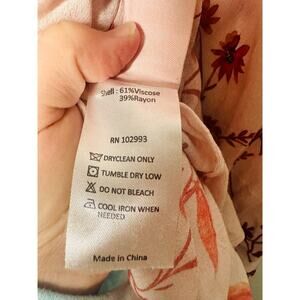 Shell : 61%Viscose
39%Rayon
RN 102993
DRYCLEAN ONLY
TUMBLE DRY LOW
DO NOT BLEACH
COOL IRON WHEN
NEEDED
Made in China